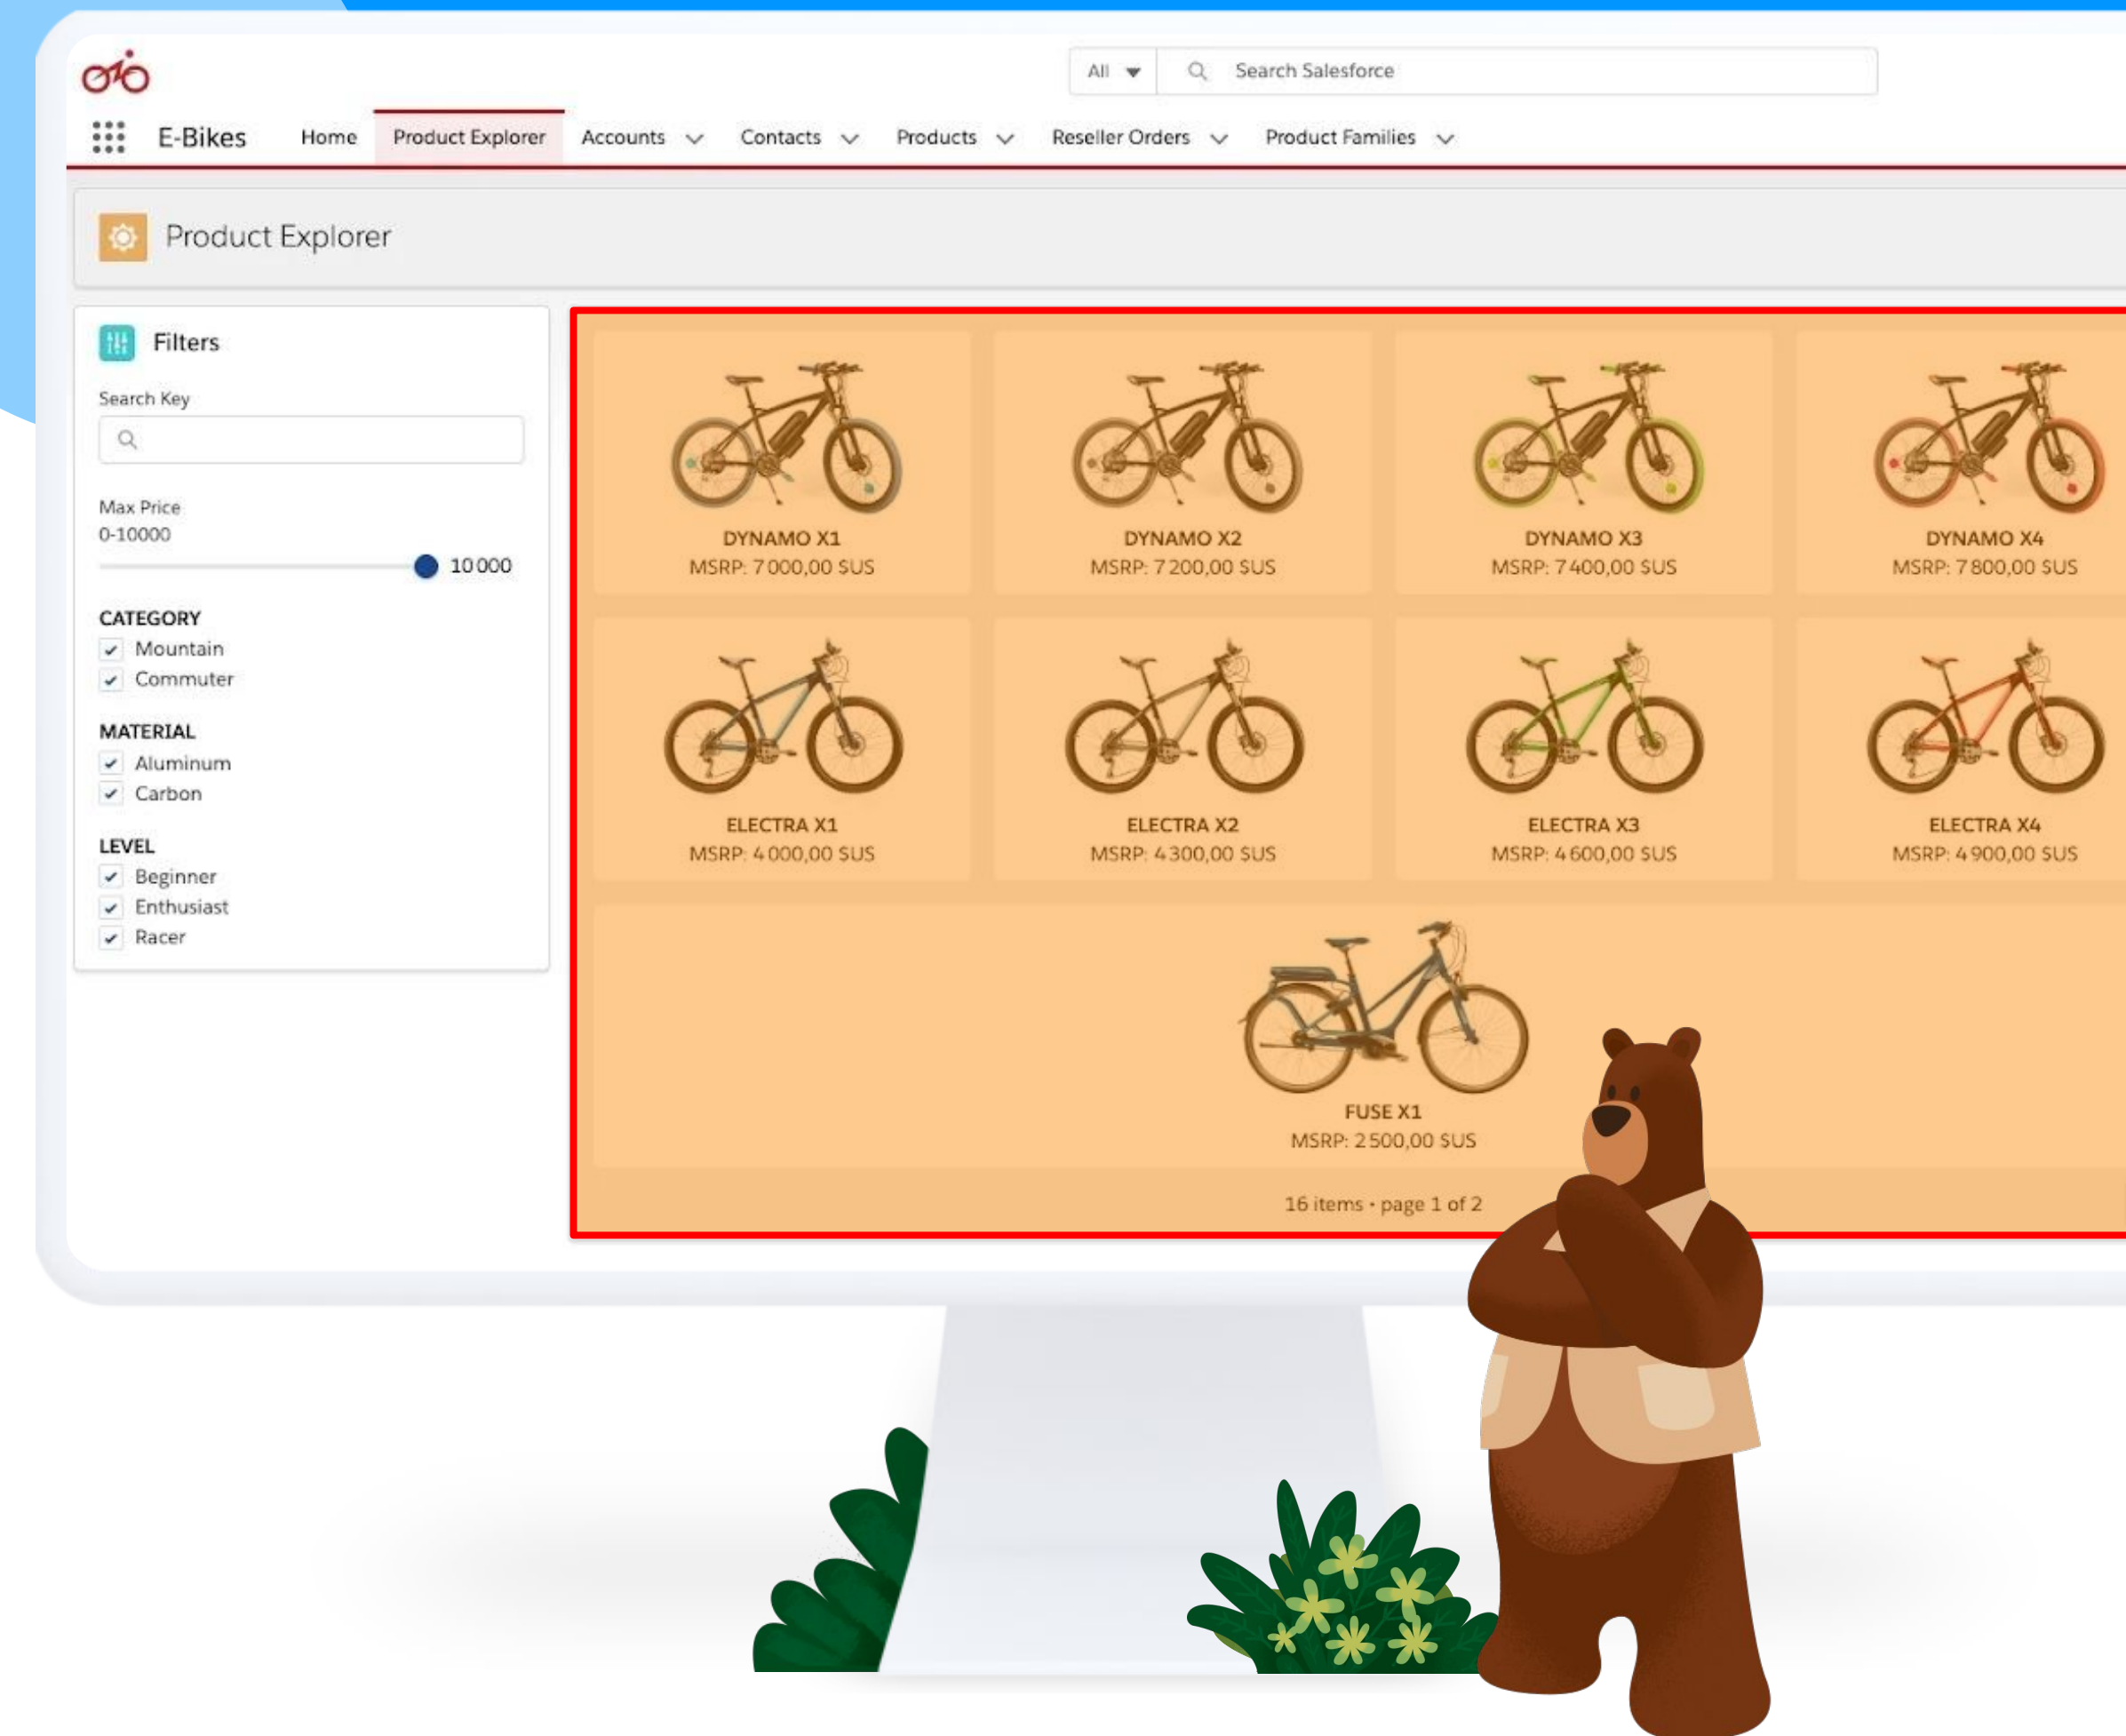 All
Search Salesforce
E-Bikes Home Product Explorer Accounts Contacts Products Reseller Orders Product Families
Product Explorer
Filters
Search Key
Max Price
0-10000
10 000
CATEGORY
Mountain
Commuter
MATERIAL
Aluminum
Carbon
LEVEL
Beginner
Enthusiast
Racer
DYNAMO X1
MSRP: 7 000,00 $US
DYNAMO X2
MSRP: 7 200,00 $US
DYNAMO X3
MSRP: 7 400,00 $US
DYNAMO X4
MSRP: 7 800,00 $US
ELECTRA X1
MSRP: 4 000,00 $US
ELECTRA X2
MSRP: 4 300,00 $US
ELECTRA X3
MSRP: 4 600,00 $US
ELECTRA X4
MSRP: 4 900,00 $US
FUSE X1
MSRP: 2 500,00 $US
16 items • page 1 of 2